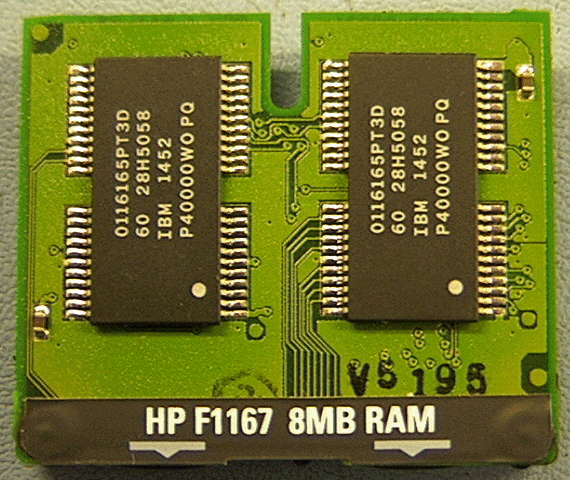 0116165PT3D
60 28H5058
IBM 1452
P40000WO PQ
0116165PT3D
60 28H5058
IBM 1452
P40000WO PQ
V5 195
HP F1167 8MB RAM